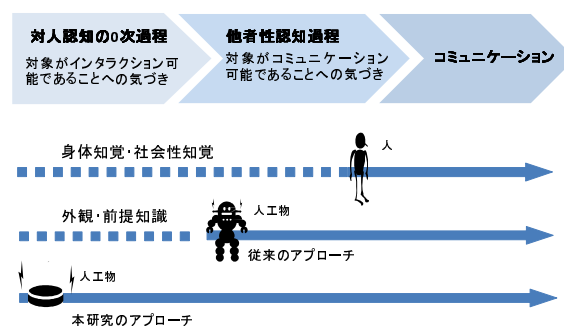 対人認知の0次過程
対象がインタラクション可
能であることへの気づき
他者性認知過程
対象がコミュニケーション
可能であることへの気づき
コミュニケーション
身体知覚・社会性知覚
人
外観・前提知識
人工物
従来のアプローチ
人工物
本研究のアプローチ